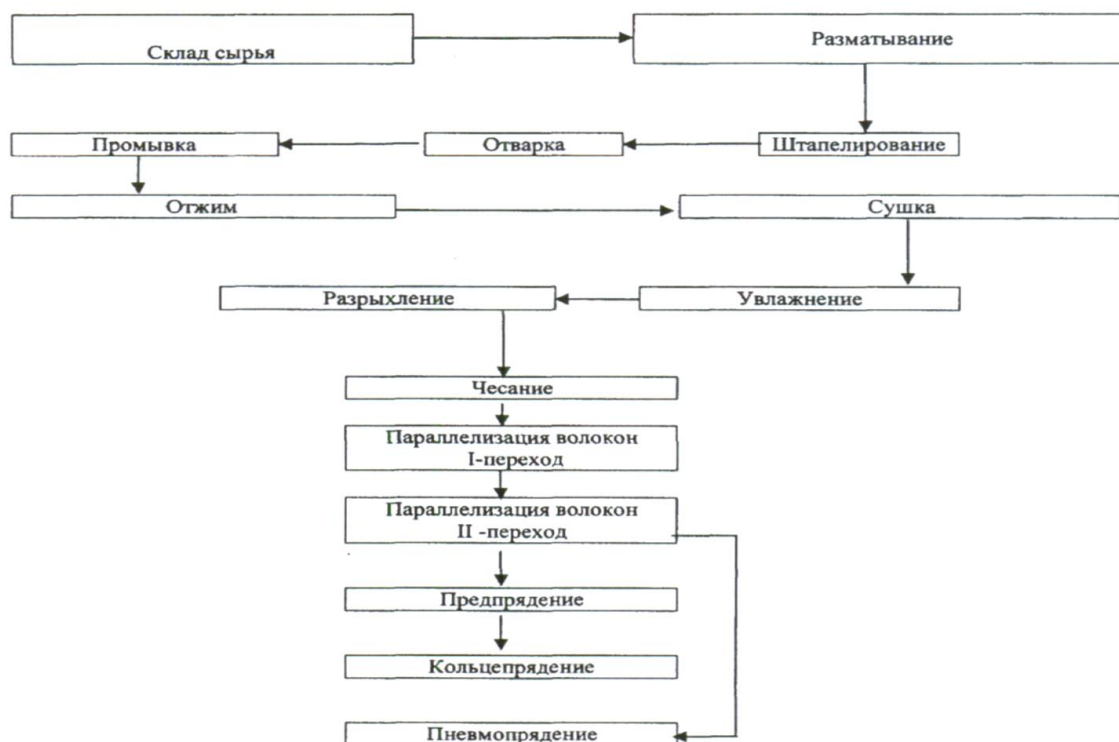 Склад сырья
Разматывание
Штапелирование
Отварка
Промывка
Отжим
Сушка
Увлажнение
Разрыхление
Чесание
Параллелизация волокон
I-переход
Параллелизация волокон
II -переход
Предпрядение
Кольцепрядение
Пневмопрядение